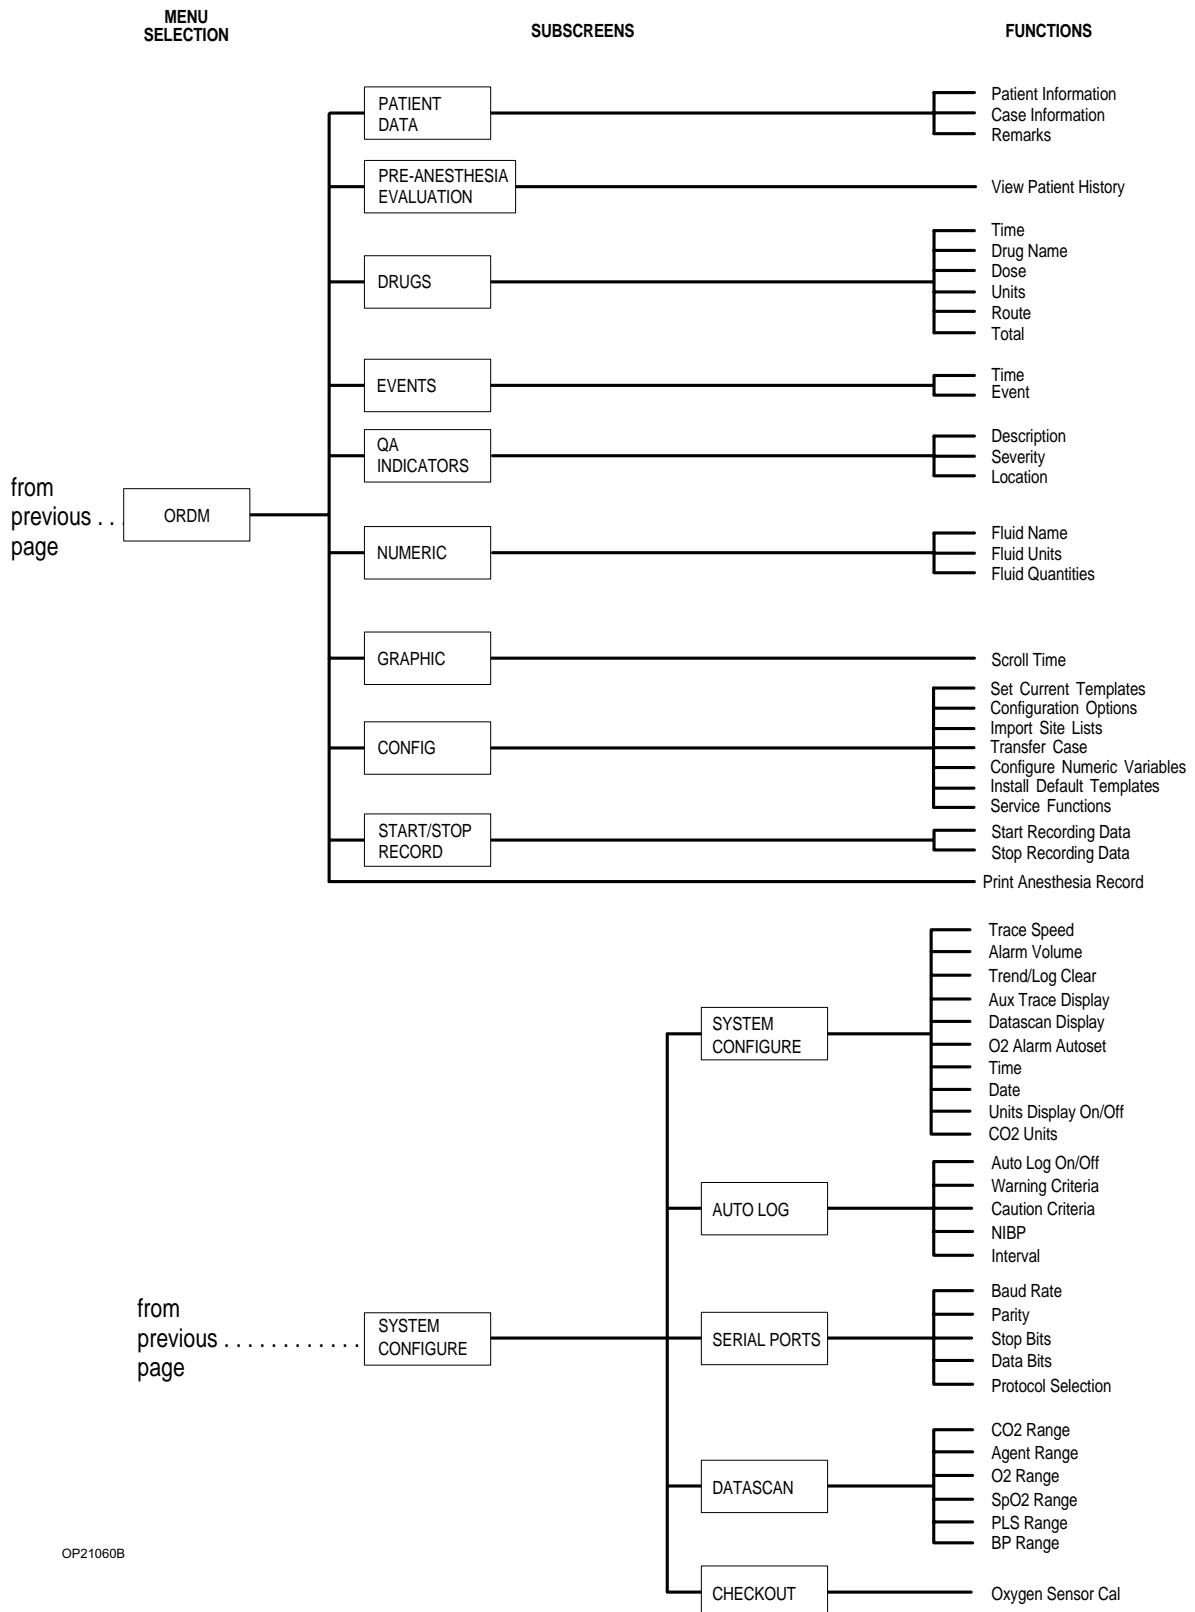 MENU
SELECTION
SUBSCREENS
FUNCTIONS
PATIENT
DATA
Patient Information
Case Information
Remarks
PRE-ANESTHESIA
EVALUATION
View Patient History
DRUGS
Time
Drug Name
Dose
Units
Route
Total
EVENTS
Time
Event
QA
INDICATORS
Description
Severity
Location
from
previous . . .
page
ORDM
NUMERIC
Fluid Name
Fluid Units
Fluid Quantities
GRAPHIC
Scroll Time
CONFIG
Set Current Templates
Configuration Options
Import Site Lists
Transfer Case
Configure Numeric Variables
Install Default Templates
Service Functions
START/STOP
RECORD
Start Recording Data
Stop Recording Data
Print Anesthesia Record
SYSTEM
CONFIGURE
Trace Speed
Alarm Volume
Trend/Log Clear
Aux Trace Display
Datascan Display
O2 Alarm Autoset
Time
Date
Units Display On/Off
CO2 Units
AUTO LOG
Auto Log On/Off
Warning Criteria
Caution Criteria
NIBP
Interval
from
previous . . . . . . . . . . . .
page
SYSTEM
CONFIGURE
SERIAL PORTS
Baud Rate
Parity
Stop Bits
Data Bits
Protocol Selection
DATASCAN
CO2 Range
Agent Range
O2 Range
SpO2 Range
PLS Range
BP Range
CHECKOUT
Oxygen Sensor Cal
OP21060B